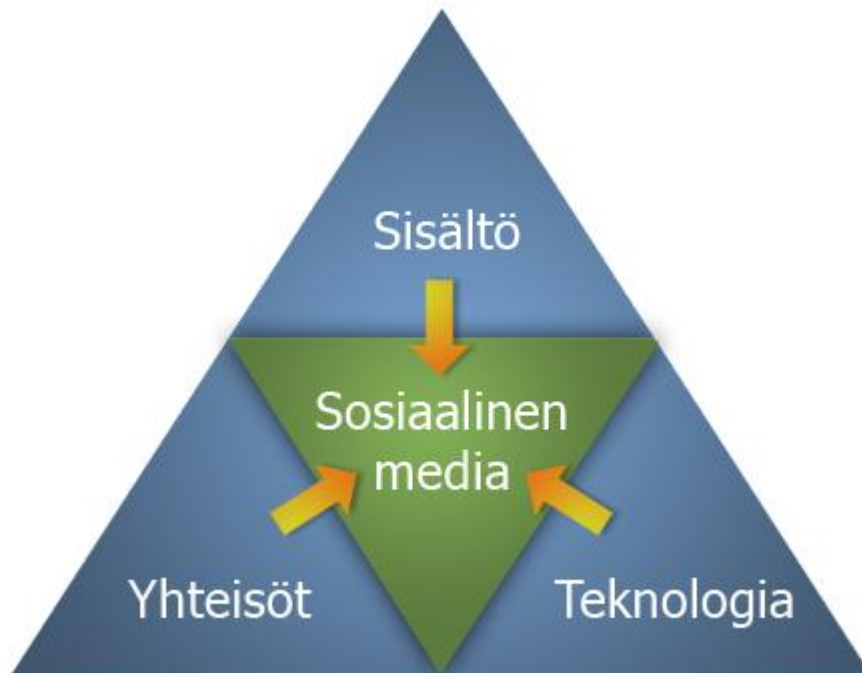 Sisältö
Sosiaalinen
media
Yhteisöt
Teknologia